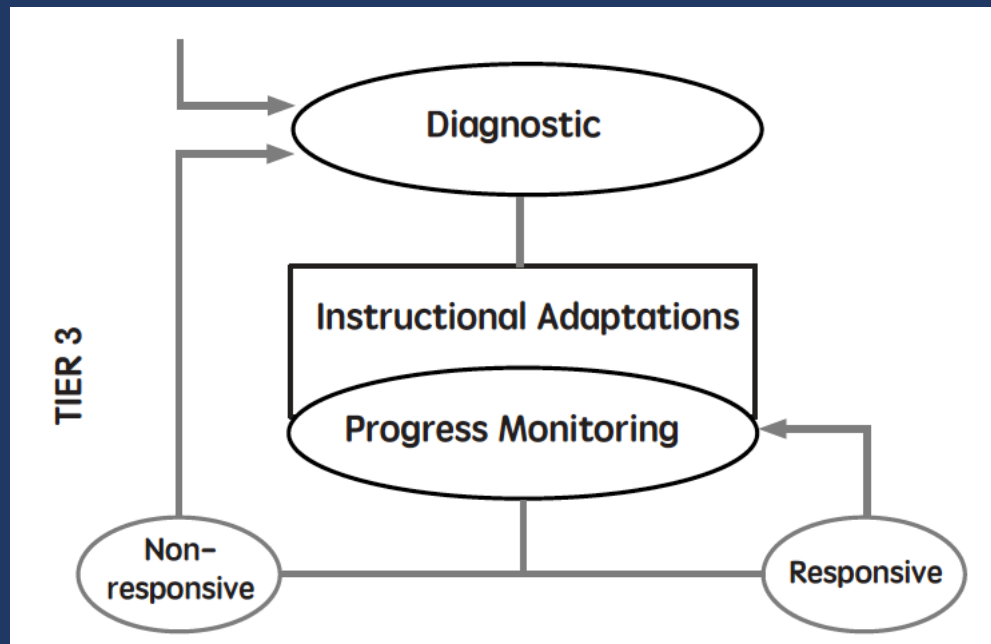 Diagnostic
Instructional Adaptations
TIER 3
Progress Monitoring
Non-
responsive
Responsive